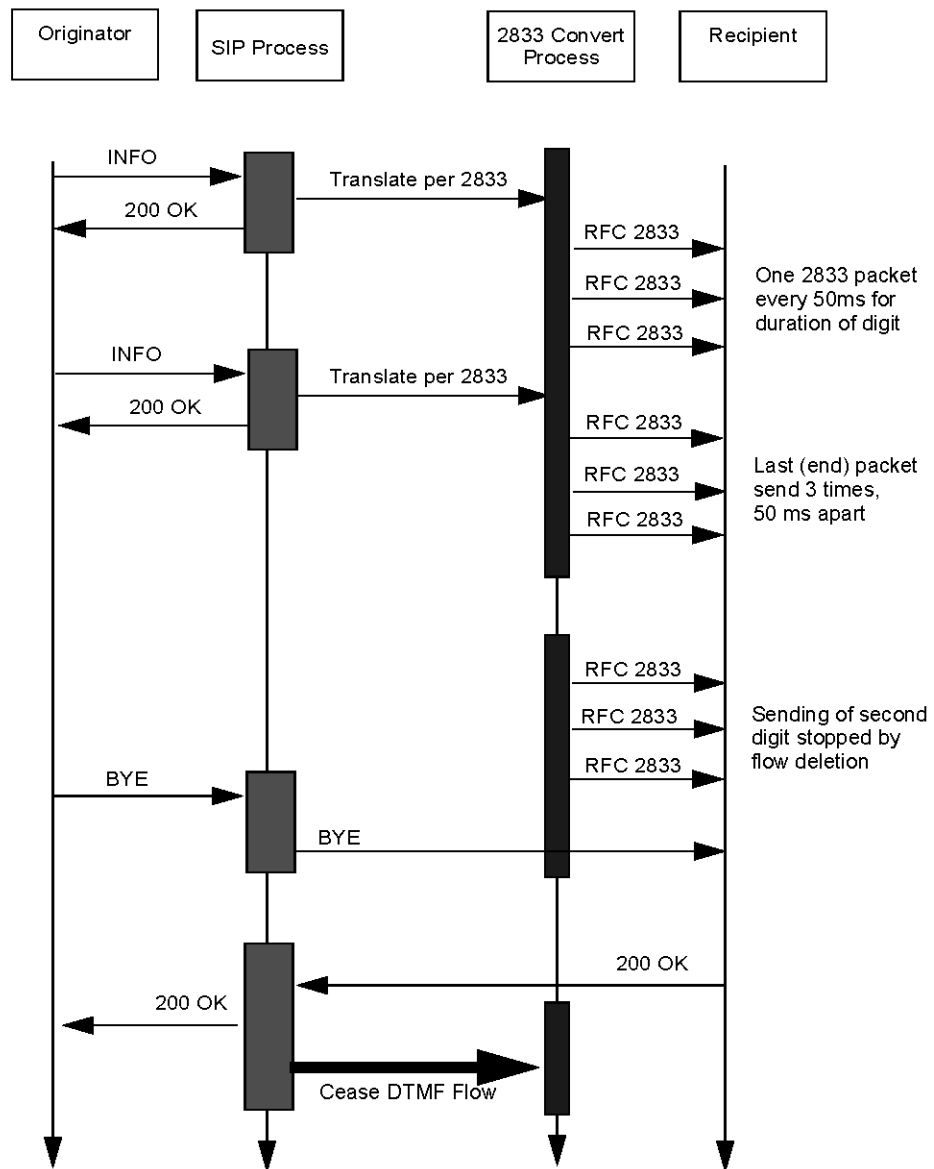 Originator
SIP Process
2833 Convert
Process
Recipient
INFO
Translate per 2833
200 OK
RFC 2833
RFC 2833
RFC 2833
One 2833 packet
every 50ms for
duration of digit
INFO
Translate per 2833
200 OK
RFC 2833
RFC 2833
RFC 2833
Last (end) packet
send 3 times,
50 ms apart
RFC 2833
RFC 2833
RFC 2833
Sending of second
digit stopped by
flow deletion
BYE
BYE
200 OK
200 OK
Cease DTMF Flow